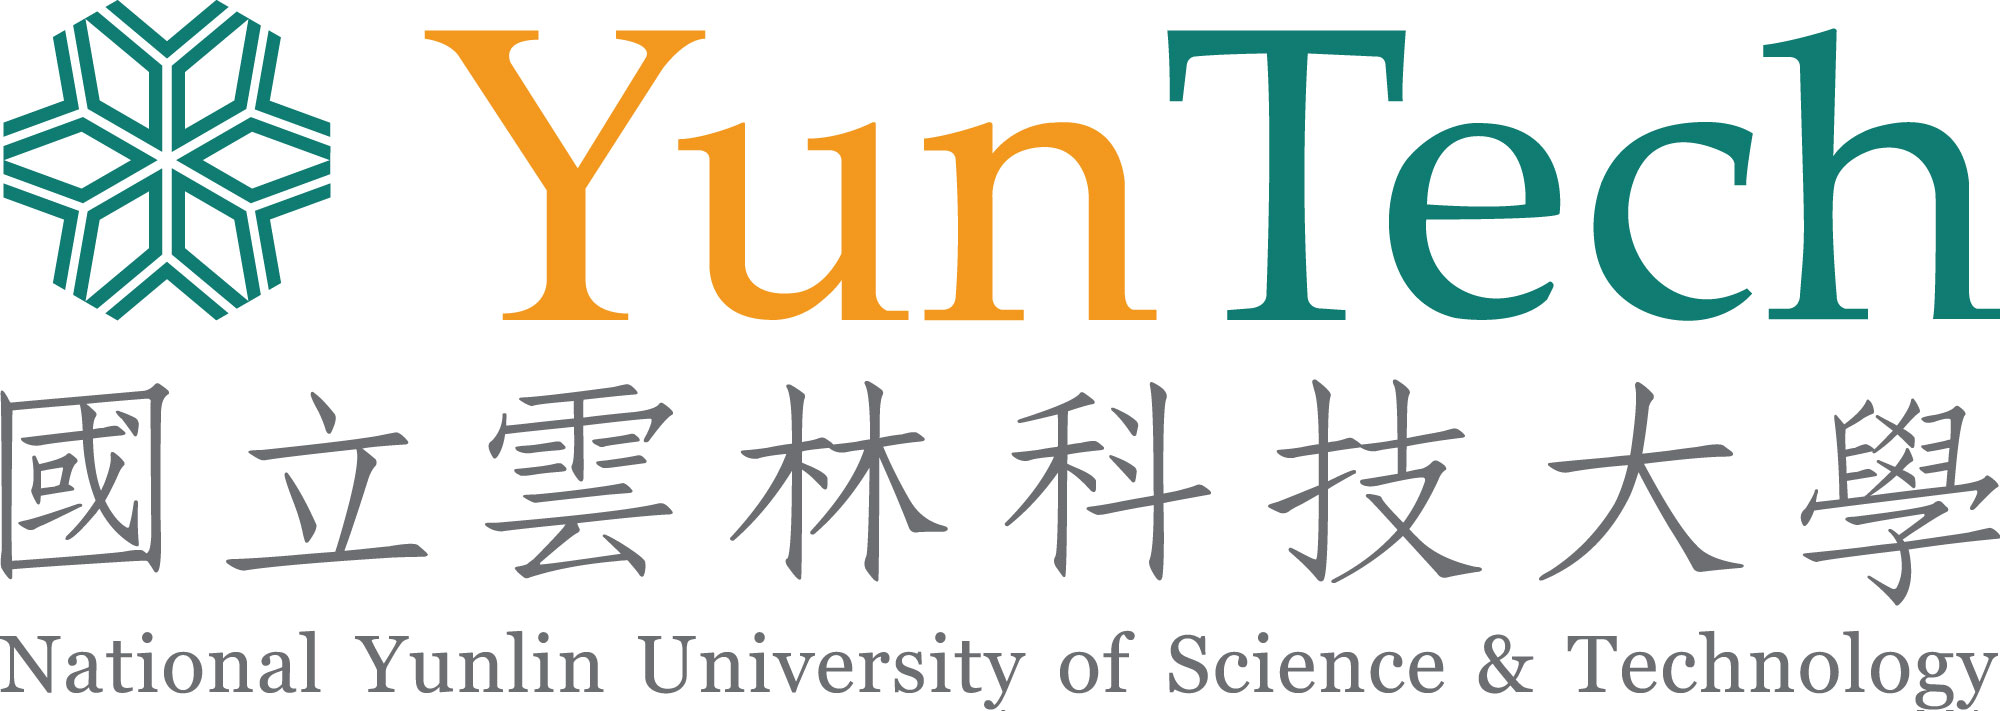 YunTech
國立雲林科技大學
National Yunlin University of Science & Technology